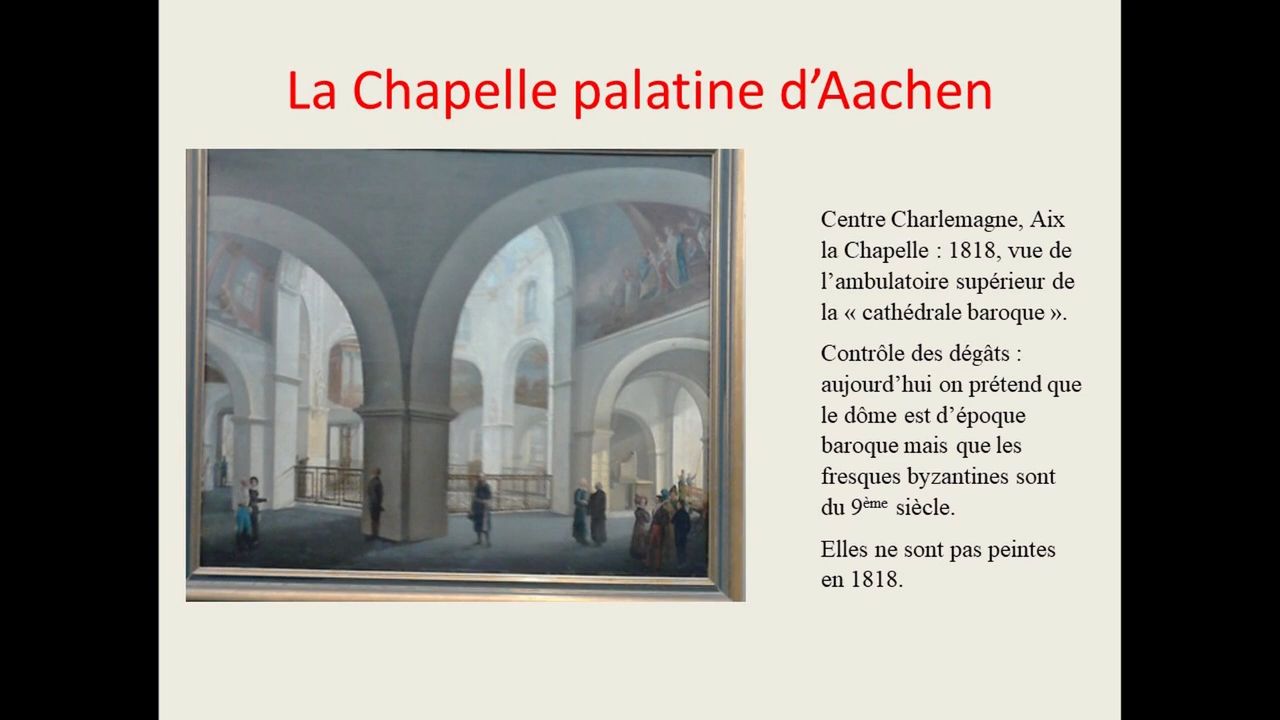 La Chapelle palatine d’Aachen
Centre Charlemagne, Aix
la Chapelle : 1818, vue de
l’ambulatoire supérieur de
la « cathédrale baroque ».
Contrôle des dégâts :
aujourd’hui on prétend que
le dôme est d’époque
baroque mais que les
fresques byzantines sont
du 9ème siècle.
Elles ne sont pas peintes
en 1818.